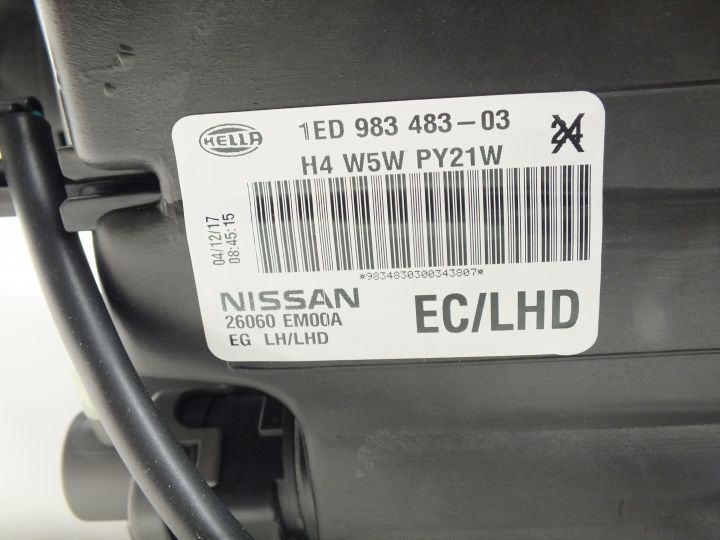 HELLA
1ED 983 483-03
24
H4 W5W PY21W
04/12/17
08:45:15
*9834830300343807*
NISSAN
26060 EM00A
EG LH/LHD
EC/LHD